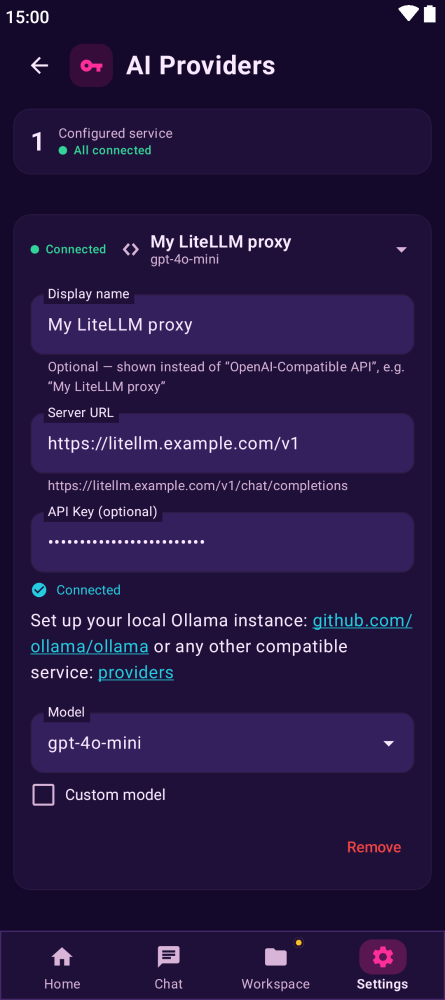 15:00
AI Providers
1
Configured service
All connected
Connected
My LiteLLM proxy
gpt-4o-mini
Display name
My LiteLLM proxy
Optional — shown instead of “OpenAI-Compatible API”, e.g.
“My LiteLLM proxy”
Server URL
https://litellm.example.com/v1
https://litellm.example.com/v1/chat/completions
API Key (optional)
•••••••••••••••••••••••••
Connected
Set up your local Ollama instance: github.com/
ollama/ollama or any other compatible
service: providers
Model
gpt-4o-mini
Custom model
Remove
Home
Chat
Workspace
Settings